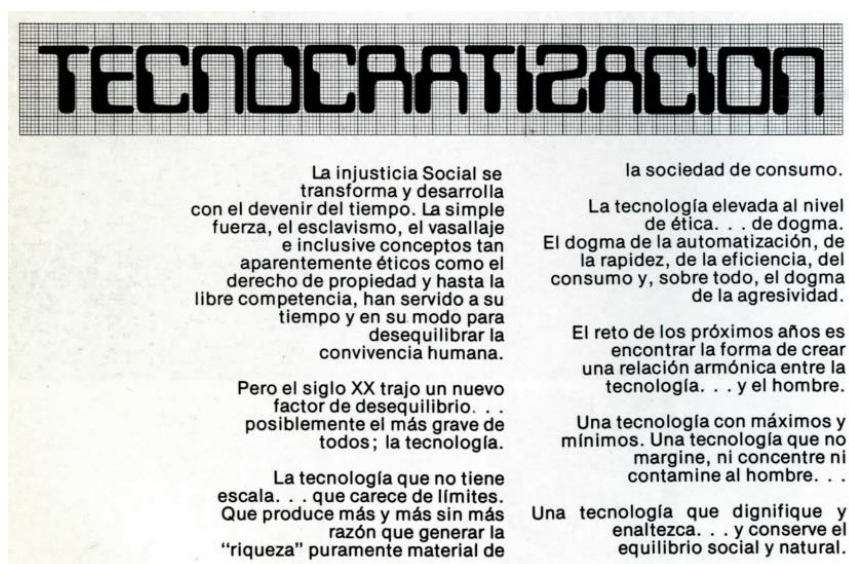 TECNOCRATIZACION
La injusticia Social se
transforma y desarrolla
con el devenir del tiempo. La simple
fuerza, el esclavismo, el vasallaje
e inclusive conceptos tan
aparentemente éticos como el
derecho de propiedad y hasta la
libre competencia, han servido a su
tiempo y en su modo para
desequilibrar la
convivencia humana.
Pero el siglo XX trajo un nuevo
factor de desequilibrio. . .
posiblemente el más grave de
todos; la tecnología.
La tecnología que no tiene
escala. . . que carece de límites.
Que produce más y más sin más
razón que generar la
"riqueza" puramente material de
la sociedad de consumo.
La tecnología elevada al nivel
de ética. . . de dogma.
El dogma de la automatización, de
la rapidez, de la eficiencia, del
consumo y, sobre todo, el dogma
de la agresividad.
El reto de los próximos años es
encontrar la forma de crear
una relación armónica entre la
tecnología. . . y el hombre.
Una tecnología con máximos y
mínimos. Una tecnología que no
margine, ni concentre ni
contamine al hombre. . .
Una tecnología que dignifique y
enaltezca. . . y conserve el
equilibrio social y natural.